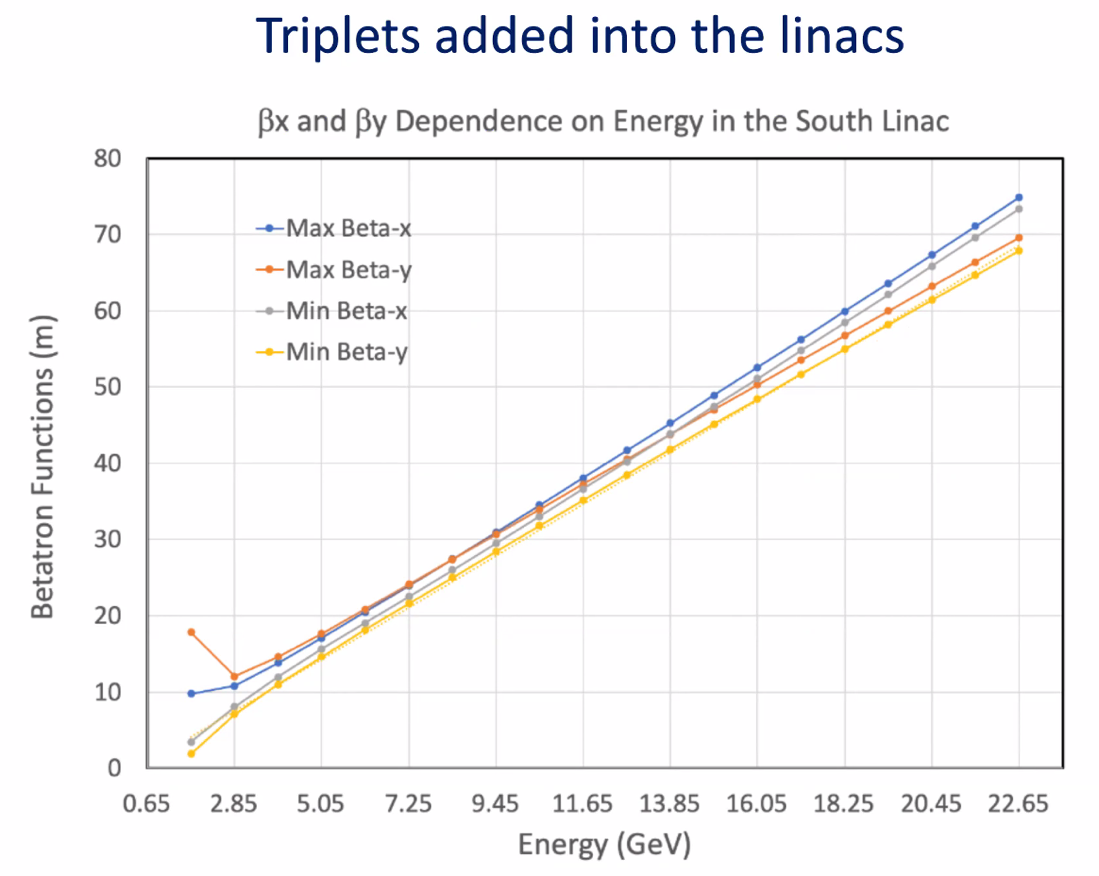 Triplets added into the linacs
βx and βy Dependence on Energy in the South Linac
80
70
60
50
40
30
20
10
0
Betatron Functions (m)
Max Beta-x
Max Beta-y
Min Beta-x
Min Beta-y
0.65 2.85 5.05 7.25 9.45 11.65 13.85 16.05 18.25 20.45 22.65
Energy (GeV)